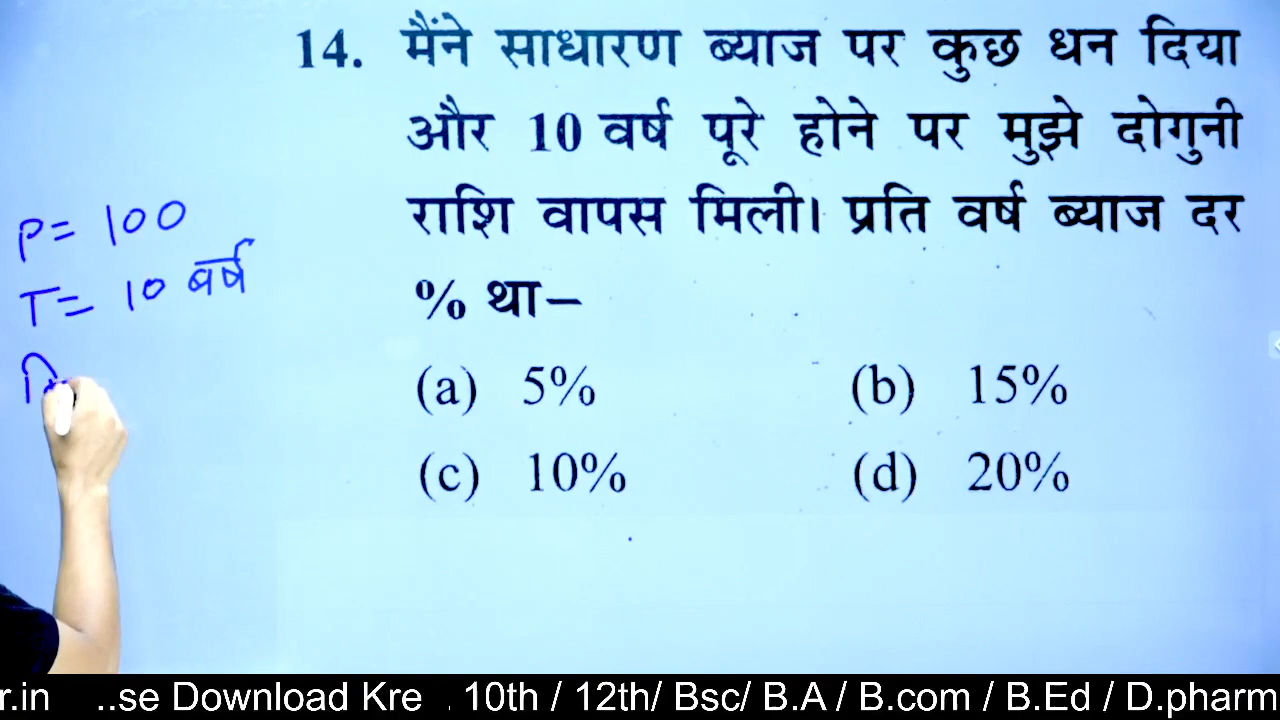 14. मैंने साधारण ब्याज पर कुछ धन दिया
और 10 वर्ष पूरे होने पर मुझे दोगुनी
राशि वापस मिली। प्रति वर्ष ब्याज दर
% था–
(a) 5% (b) 15%
(c) 10% (d) 20%
P= 100
T= 10 बर्ष
r.in ..se Download Kre . 10th / 12th/ Bsc/ B.A / B.com / B.Ed / D.pharm